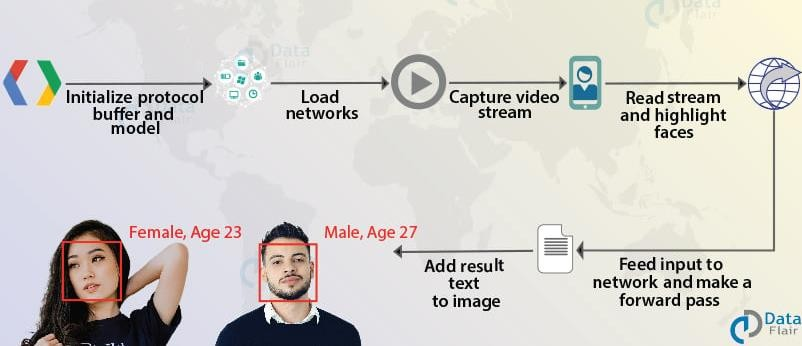 Data
Flair
Initialize protocol
buffer and
model
Load
networks
Capture video
stream
Read stream
and highlight
faces
Female, Age 23
Male, Age 27
Add result
text
to image
Feed input to
network and make a
forward pass
Data
Flair